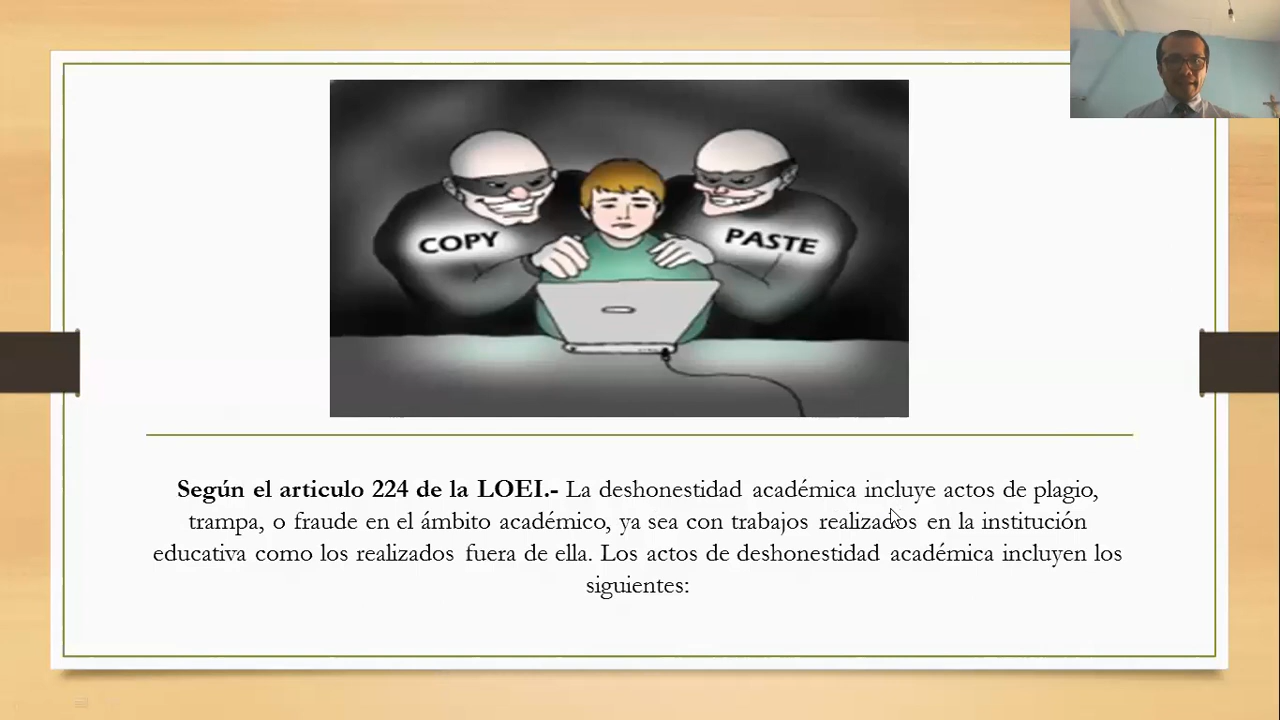 COPY
PASTE
Según el articulo 224 de la LOEI.- La deshonestidad académica incluye actos de plagio,
trampa, o fraude en el ámbito académico, ya sea con trabajos realizados en la institución
educativa como los realizados fuera de ella. Los actos de deshonestidad académica incluyen los
siguientes: